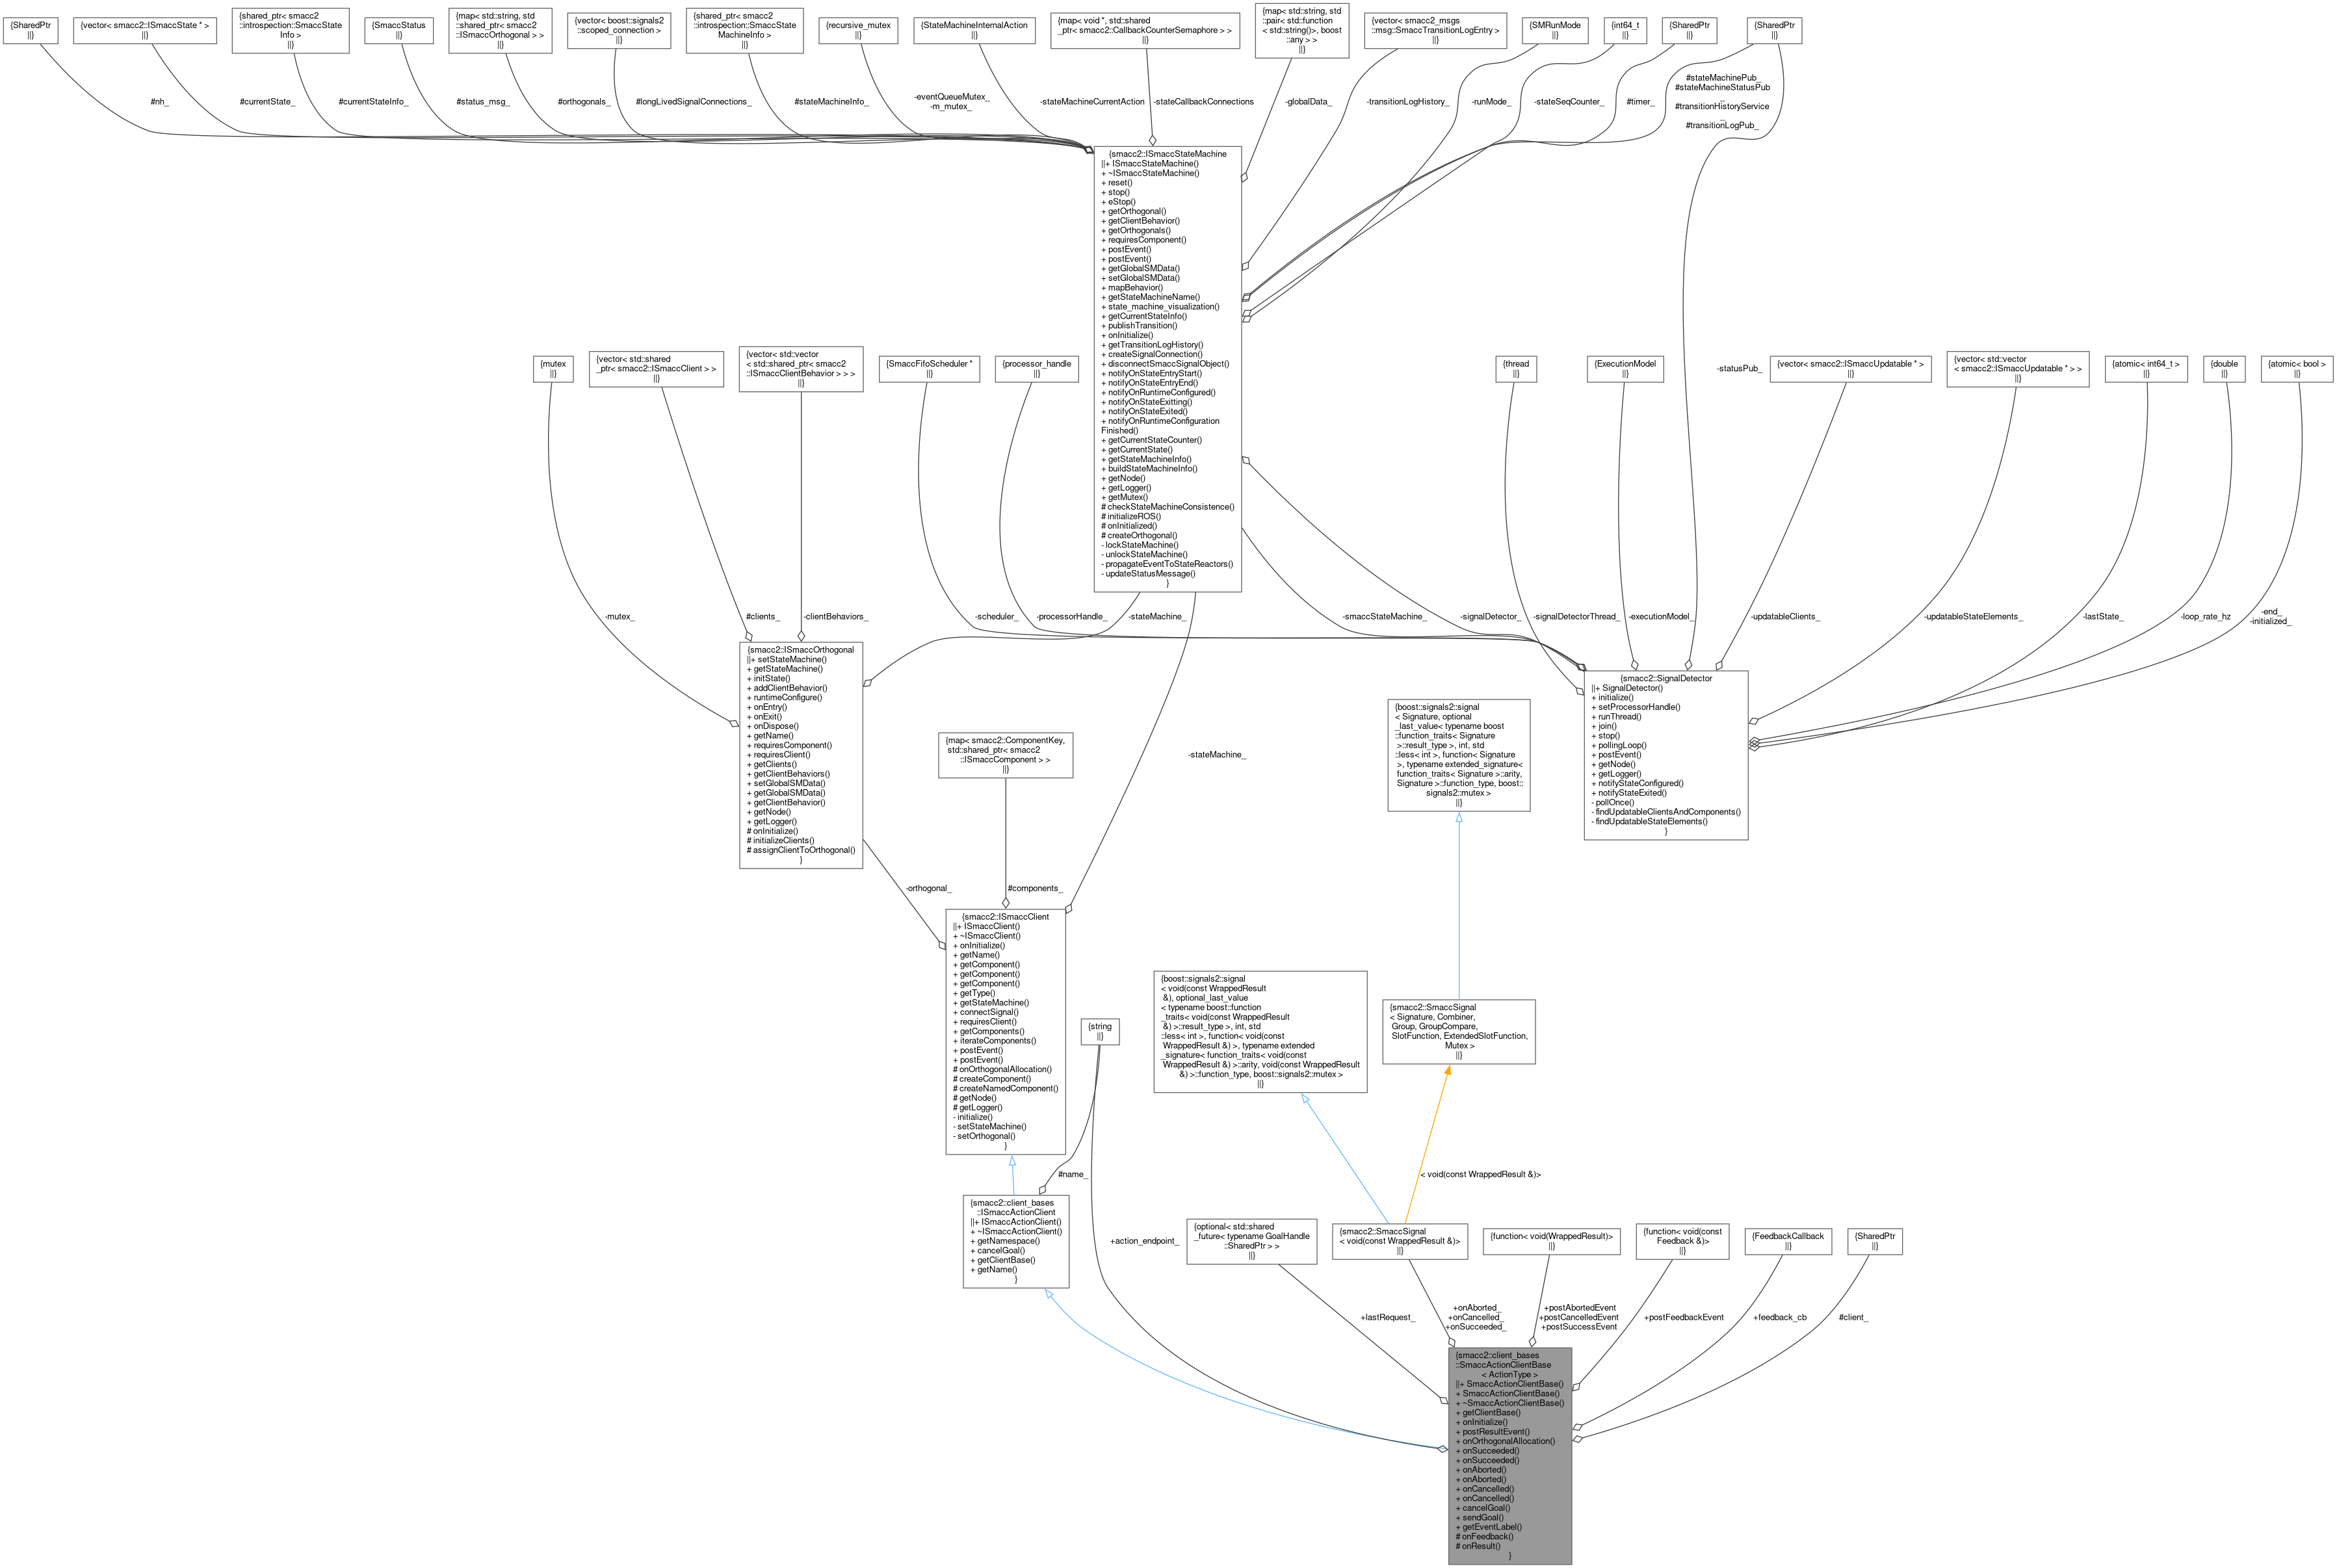 {SharedPtr
||}
{vector< smacc2::ISmaccState * >
||}
{shared_ptr< smacc2
::introspection::SmaccState
Info >
||}
{SmaccStatus
||}
{map< std::string, std
::shared_ptr< smacc2
::ISmaccOrthogonal > >
||}
{vector< boost::signals2
::scoped_connection >
||}
{shared_ptr< smacc2
::introspection::SmaccState
MachineInfo >
||}
{recursive_mutex
||}
{StateMachineInternalAction
||}
{map< void *, std::shared
_ptr< smacc2::CallbackCounterSemaphore > >
||}
{map< std::string, std
::pair< std::function
< std::string()>, boost
::any > >
||}
{vector< smacc2_msgs
::msg::SmaccTransitionLogEntry >
||}
{SMRunMode
||}
{int64_t
||}
{SharedPtr
||}
{SharedPtr
||}
#nh_
#currentState_
#currentStateInfo_
#status_msg_
#orthogonals_
#longLivedSignalConnections_
#stateMachineInfo_
-eventQueueMutex_
-m_mutex_
-stateMachineCurrentAction
-stateCallbackConnections
-globalData_
-transitionLogHistory_
-runMode_
-stateSeqCounter_
#timer_
#stateMachinePub_
#stateMachineStatusPub
_
#transitionHistoryService
_
#transitionLogPub_
{smacc2::ISmaccStateMachine
||+ ISmaccStateMachine()
+ ~ISmaccStateMachine()
+ reset()
+ stop()
+ eStop()
+ getOrthogonal()
+ getClientBehavior()
+ getOrthogonals()
+ requiresComponent()
+ postEvent()
+ postEvent()
+ getGlobalSMData()
+ setGlobalSMData()
+ mapBehavior()
+ getStateMachineName()
+ state_machine_visualization()
+ getCurrentStateInfo()
+ publishTransition()
+ onInitialize()
+ getTransitionLogHistory()
+ createSignalConnection()
+ disconnectSmaccSignalObject()
+ notifyOnStateEntryStart()
+ notifyOnStateEntryEnd()
+ notifyOnRuntimeConfigured()
+ notifyOnStateExitting()
+ notifyOnStateExited()
+ notifyOnRuntimeConfiguration
Finished()
+ getCurrentStateCounter()
+ getCurrentState()
+ getStateMachineInfo()
+ buildStateMachineInfo()
+ getNode()
+ getLogger()
+ getMutex()
# checkStateMachineConsistence()
# initializeROS()
# onInitialized()
# createOrthogonal()
- lockStateMachine()
- unlockStateMachine()
- propagateEventToStateReactors()
- updateStatusMessage()
}
{mutex
||}
{vector< std::shared
_ptr< smacc2::ISmaccClient > >
||}
{vector< std::vector
< std::shared_ptr< smacc2
::ISmaccClientBehavior > > >
||}
{SmaccFifoScheduler *
||}
{processor_handle
||}
{thread
||}
{ExecutionModel
||}
-statusPub_
{vector< smacc2::ISmaccUpdatable * >
||}
{vector< std::vector
< smacc2::ISmaccUpdatable * > >
||}
{atomic< int64_t >
||}
{double
||}
{atomic< bool >
||}
-mutex_
#clients_
-clientBehaviors_
-scheduler_
-processorHandle_
-stateMachine_
-smaccStateMachine_
-signalDetector_
-signalDetectorThread_
-executionModel_
-updatableClients_
-updatableStateElements_
-lastState_
-loop_rate_hz
-end_
-initialized_
{smacc2::ISmaccOrthogonal
||+ setStateMachine()
+ getStateMachine()
+ initState()
+ addClientBehavior()
+ runtimeConfigure()
+ onEntry()
+ onExit()
+ onDispose()
+ getName()
+ requiresComponent()
+ requiresClient()
+ getClients()
+ getClientBehaviors()
+ setGlobalSMData()
+ getGlobalSMData()
+ getClientBehavior()
+ getNode()
+ getLogger()
# onInitialize()
# initializeClients()
# assignClientToOrthogonal()
}
{smacc2::SignalDetector
||+ SignalDetector()
+ initialize()
+ setProcessorHandle()
+ runThread()
+ join()
+ stop()
+ pollingLoop()
+ postEvent()
+ getNode()
+ getLogger()
+ notifyStateConfigured()
+ notifyStateExited()
- pollOnce()
- findUpdatableClientsAndComponents()
- findUpdatableStateElements()
}
{map< smacc2::ComponentKey,
std::shared_ptr< smacc2
::ISmaccComponent > >
||}
-stateMachine_
{boost::signals2::signal
< Signature, optional
_last_value< typename boost
::function_traits< Signature
>::result_type >, int, std
::less< int >, function< Signature
>, typename extended_signature<
function_traits< Signature >::arity,
Signature >::function_type, boost::
signals2::mutex >
||}
-orthogonal_
#components_
{smacc2::ISmaccClient
||+ ISmaccClient()
+ ~ISmaccClient()
+ onInitialize()
+ getName()
+ getComponent()
+ getComponent()
+ getComponent()
+ getType()
+ getStateMachine()
+ connectSignal()
+ requiresClient()
+ getComponents()
+ iterateComponents()
+ postEvent()
+ postEvent()
# onOrthogonalAllocation()
# createComponent()
# createNamedComponent()
# getNode()
# getLogger()
- initialize()
- setStateMachine()
- setOrthogonal()
}
{string
||}
{boost::signals2::signal
< void(const WrappedResult
&), optional_last_value
< typename boost::function
_traits< void(const WrappedResult
&) >::result_type >, int, std
::less< int >, function< void(const
WrappedResult &) >, typename extended
_signature< function_traits< void(const
WrappedResult &) >::arity, void(const WrappedResult
&) >::function_type, boost::signals2::mutex >
||}
{smacc2::SmaccSignal
< Signature, Combiner,
Group, GroupCompare,
SlotFunction, ExtendedSlotFunction,
Mutex >
||}
#name_
< void(const WrappedResult &)>
{smacc2::client_bases
::ISmaccActionClient
||+ ISmaccActionClient()
+ ~ISmaccActionClient()
+ getNamespace()
+ cancelGoal()
+ getClientBase()
+ getName()
}
+action_endpoint_
{optional< std::shared
_future< typename GoalHandle
::SharedPtr > >
||}
{smacc2::SmaccSignal
< void(const WrappedResult &)>
||}
{function< void(WrappedResult)>
||}
{function< void(const
Feedback &)>
||}
{FeedbackCallback
||}
{SharedPtr
||}
+lastRequest_
+onAborted_
+onCancelled_
+onSucceeded_
+postAbortedEvent
+postCancelledEvent
+postSuccessEvent
+postFeedbackEvent
+feedback_cb
#client_
{smacc2::client_bases
::SmaccActionClientBase
< ActionType >
||+ SmaccActionClientBase()
+ SmaccActionClientBase()
+ ~SmaccActionClientBase()
+ getClientBase()
+ onInitialize()
+ postResultEvent()
+ onOrthogonalAllocation()
+ onSucceeded()
+ onSucceeded()
+ onAborted()
+ onAborted()
+ onCancelled()
+ onCancelled()
+ cancelGoal()
+ sendGoal()
+ getEventLabel()
# onFeedback()
# onResult()
}